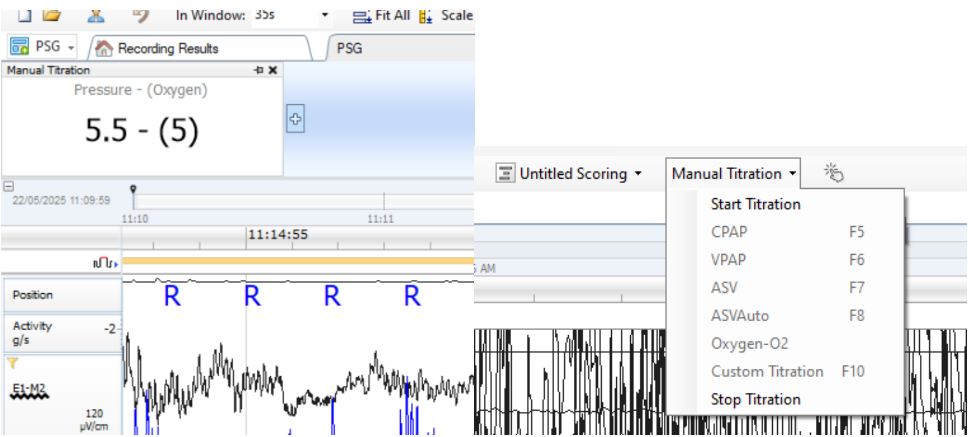 In Window: 35s
Fit All
Scale
PSG
Recording Results
PSG
Manual Titration
Pressure - (Oxygen)
5.5 - (5)
22/05/2025 11:09:59
11:10
11:11
11:14:55
Position
R R R R
Activity
g/s
-2
E1-M2
120
µV/cm
Untitled Scoring
Manual Titration
AM
Start Titration
CPAP F5
VPAP F6
ASV F7
ASVAuto F8
Oxygen-O2
Custom Titration F10
Stop Titration